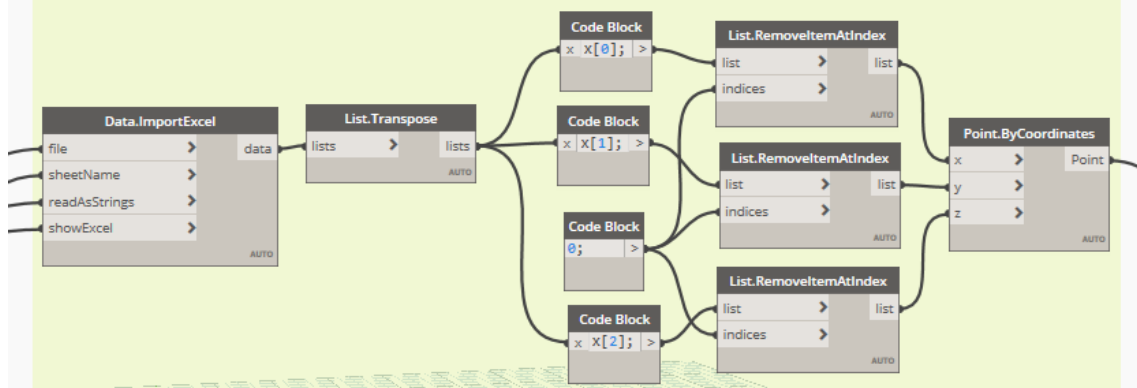 Data.ImportExcel
file > data
sheetName >
readAsStrings >
showExcel >
AUTO
List.Transpose
lists > lists
AUTO
Code Block
x x[0]; >
Code Block
x x[1]; >
Code Block
0; >
Code Block
x x[2]; >
List.RemoveItemAtIndex
list > list
indices >
AUTO
List.RemoveItemAtIndex
list > list
indices >
AUTO
List.RemoveItemAtIndex
list > list
indices >
AUTO
Point.ByCoordinates
x > Point
y >
z >
AUTO